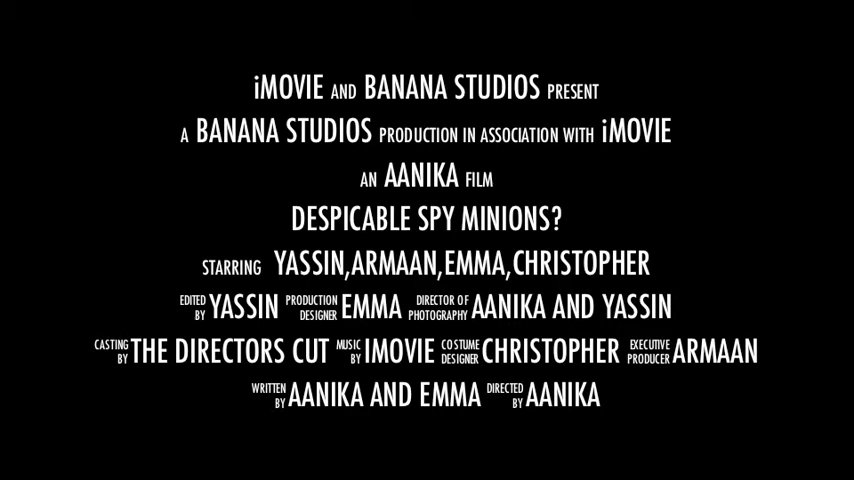 iMOVIE AND BANANA STUDIOS PRESENT
A BANANA STUDIOS PRODUCTION IN ASSOCIATION WITH iMOVIE
AN AANIKA FILM
DESPICABLE SPY MINIONS?
STARRING YASSIN,ARMAAN,EMMA,CHRISTOPHER
EDITED BY YASSIN PRODUCTION DESIGNER EMMA DIRECTOR OF PHOTOGRAPHY AANIKA AND YASSIN
CASTING BY THE DIRECTORS CUT MUSIC BY IMOVIE COSTUME DESIGNER CHRISTOPHER EXECUTIVE PRODUCER ARMAAN
WRITTEN BY AANIKA AND EMMA DIRECTED BY AANIKA